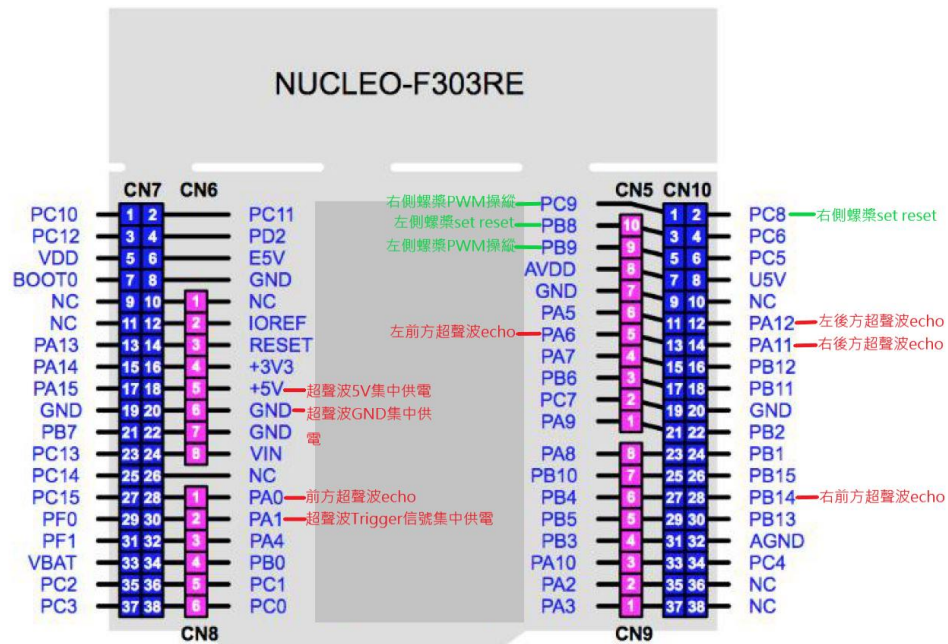 NUCLEO-F303RE
CN7 CN6
PC10 1 2 PC11
PC12 3 4 PD2
VDD 5 6 E5V
BOOT0 7 8 GND
NC 9 10 1 NC
NC 11 12 2 IOREF
PA13 13 14 3 RESET
PA14 15 16 4 +3V3
PA15 17 18 5 +5V 超聲波5V集中供電
GND 19 20 6 GND 超聲波GND集中供
電
PB7 21 22 7 GND
PC13 23 24 8 VIN
PC14 25 26 NC
PC15 27 28 1 PA0 前方超聲波echo
PF0 29 30 2 PA1 超聲波Trigger信號集中供電
PF1 31 32 3 PA4
VBAT 33 34 4 PB0
PC2 35 36 5 PC1
PC3 37 38 6 PC0
CN8
CN5 CN10
右側螺槳PWM操縱 PC9 1 2 PC8 右側螺槳set reset
左側螺槳set reset PB8 10 3 4 PC6
左側螺槳PWM操縱 PB9 9 5 6 PC5
AVDD 8 7 8 U5V
GND 7 9 10 NC
PA5 6 11 12 PA12 左後方超聲波echo
左前方超聲波echo PA6 5 13 14 PA11 右後方超聲波echo
PA7 4 15 16 PB12
PB6 3 17 18 PB11
PC7 2 19 20 GND
PA9 1 21 22 PB2
PA8 8 23 24 PB1
PB10 7 25 26 PB15
PB4 6 27 28 PB14 右前方超聲波echo
PB5 5 29 30 PB13
PB3 4 31 32 AGND
PA10 3 33 34 PC4
PA2 2 35 36 NC
PA3 1 37 38 NC
CN9